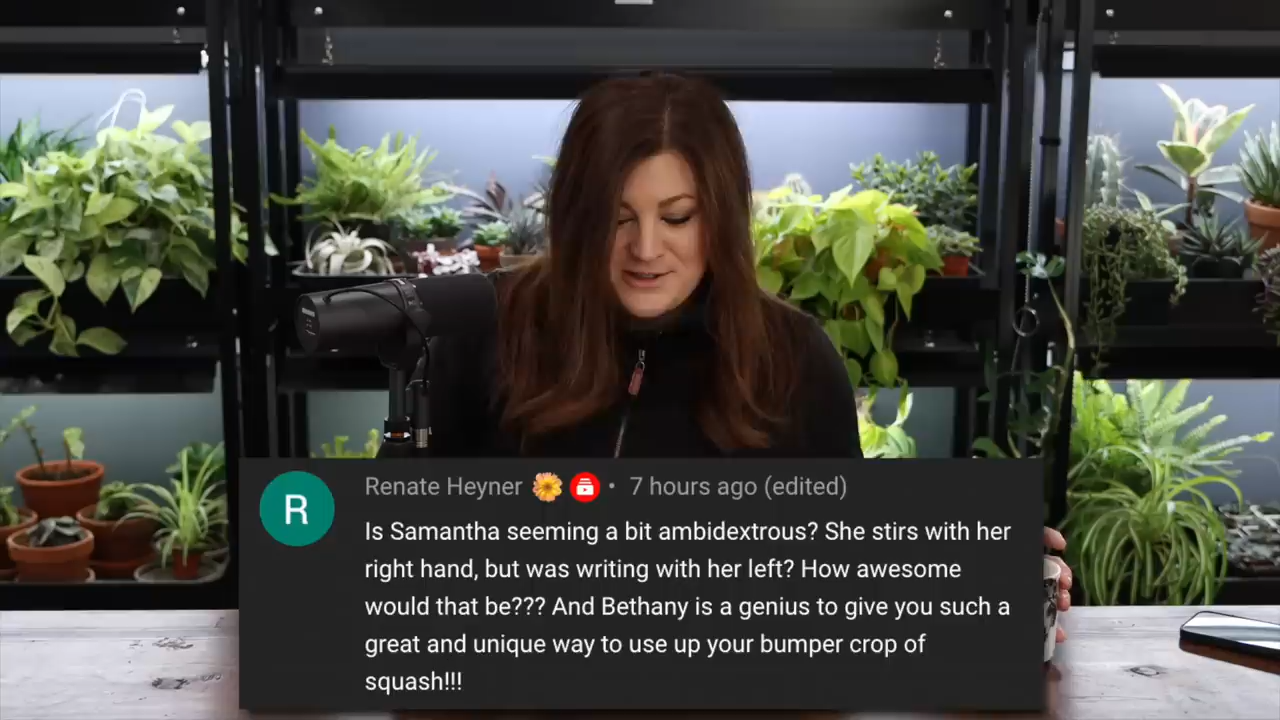 R
Renate Heyner • 7 hours ago (edited)
Is Samantha seeming a bit ambidextrous? She stirs with her
right hand, but was writing with her left? How awesome
would that be??? And Bethany is a genius to give you such a
great and unique way to use up your bumper crop of
squash!!!